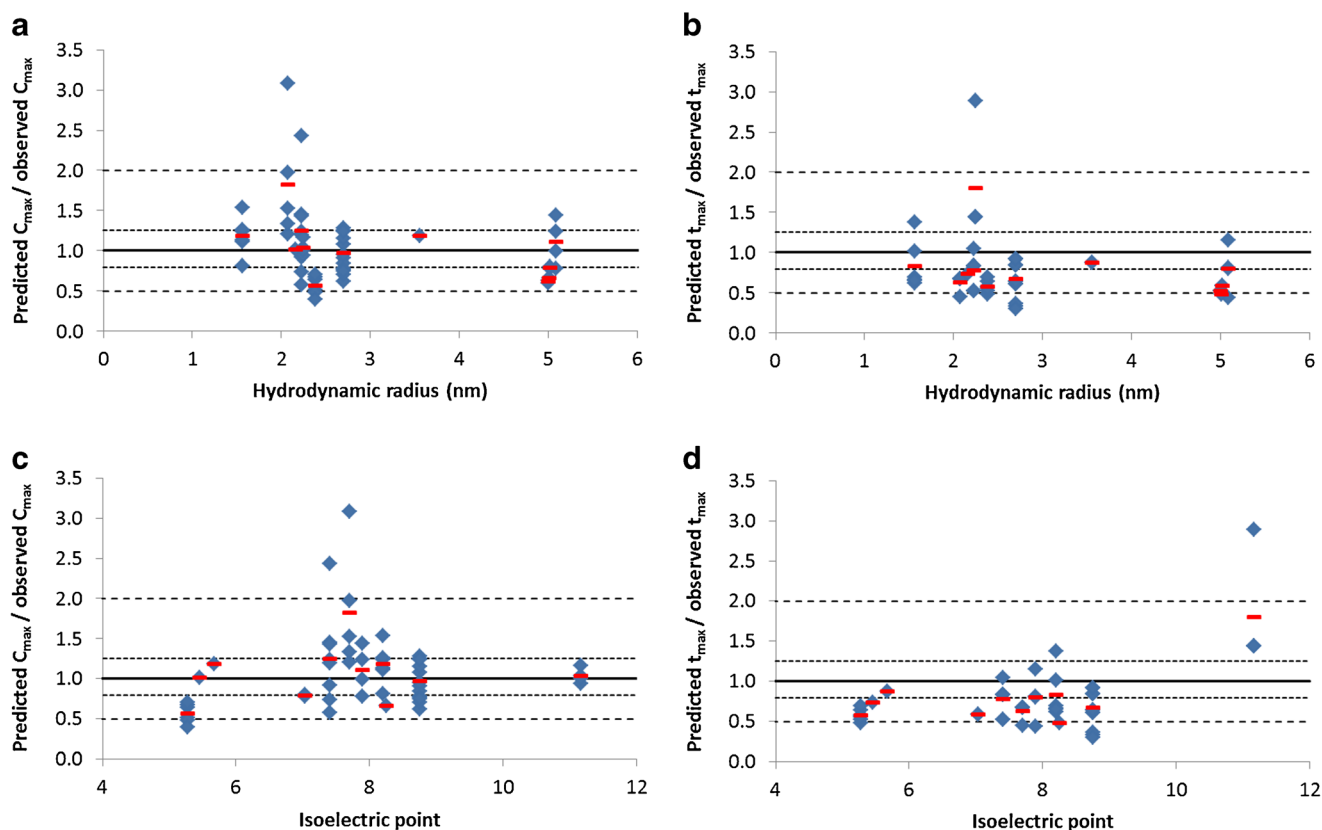 a
3.5
3.0
2.5
2.0
1.5
1.0
0.5
0.0
0 1 2 3 4 5 6
Predicted Cmax / observed Cmax
Hydrodynamic radius (nm)
b
3.5
3.0
2.5
2.0
1.5
1.0
0.5
0.0
0 1 2 3 4 5 6
Predicted tmax / observed tmax
Hydrodynamic radius (nm)
c
3.5
3.0
2.5
2.0
1.5
1.0
0.5
0.0
4 6 8 10 12
Predicted Cmax / observed Cmax
Isoelectric point
d
3.5
3.0
2.5
2.0
1.5
1.0
0.5
0.0
4 6 8 10 12
Predicted tmax / observed tmax
Isoelectric point